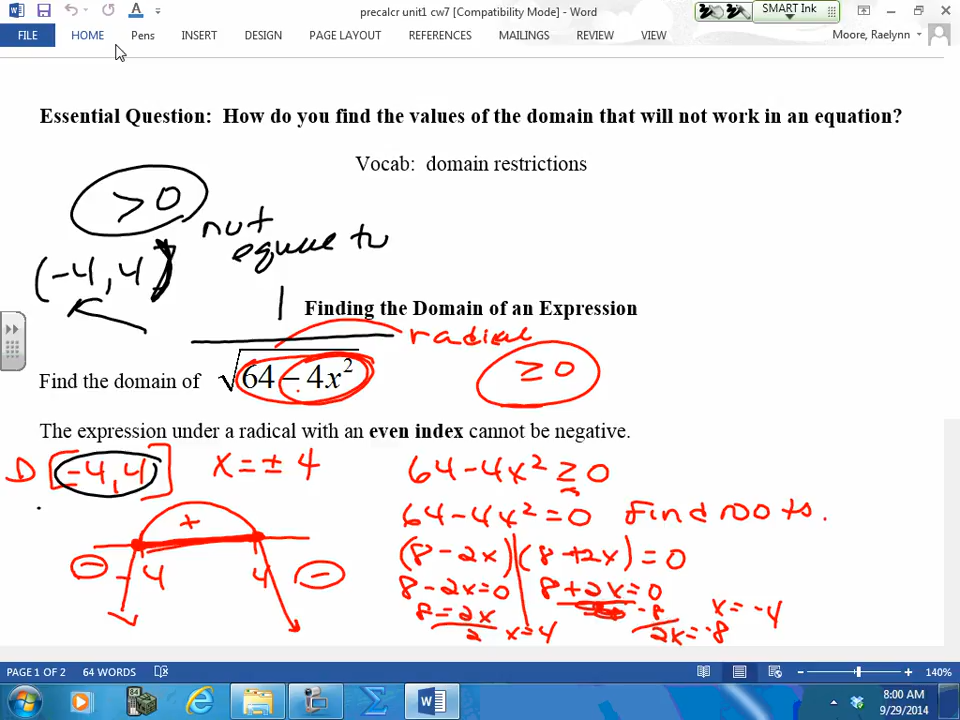 precalcr unit1 cw7 [Compatibility Mode] - Word
SMART Ink
FILE HOME Pens INSERT DESIGN PAGE LAYOUT REFERENCES MAILINGS REVIEW VIEW
Moore, Raelynn
Essential Question: How do you find the values of the domain that will not work in an equation?
Vocab: domain restrictions
> 0
not
equal to
(-4, 4)
1
Finding the Domain of an Expression
radical
Find the domain of √64 − 4x²
≥ 0
The expression under a radical with an even index cannot be negative.
D [-4, 4] x = ± 4
64 - 4x² ≥ 0
64 - 4x² = 0 Find roots.
+
(8 - 2x)(8 + 2x) = 0
- -4 4 -
8 - 2x = 0 8 + 2x = 0
8 = 2x -8 x = -4
2 x = 4 2x = -8
PAGE 1 OF 2 64 WORDS
140%
8:00 AM
9/29/2014